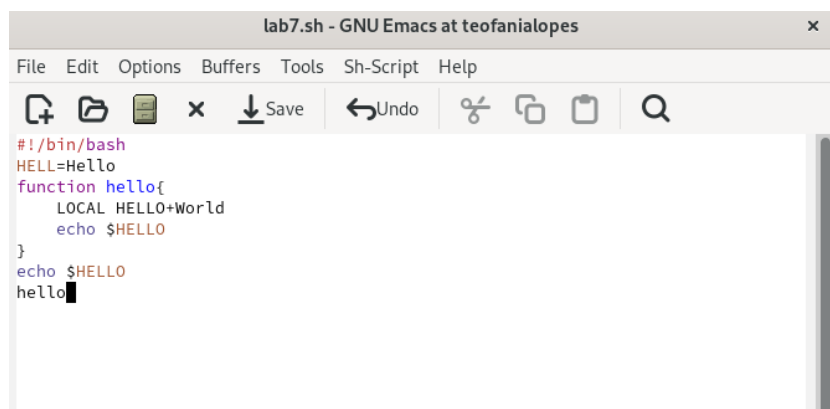 lab7.sh - GNU Emacs at teofanialopes
File Edit Options Buffers Tools Sh-Script Help
Save Undo
#!/bin/bash
HELL=Hello
function hello{
    LOCAL HELLO+World
    echo $HELLO
}
echo $HELLO
hello